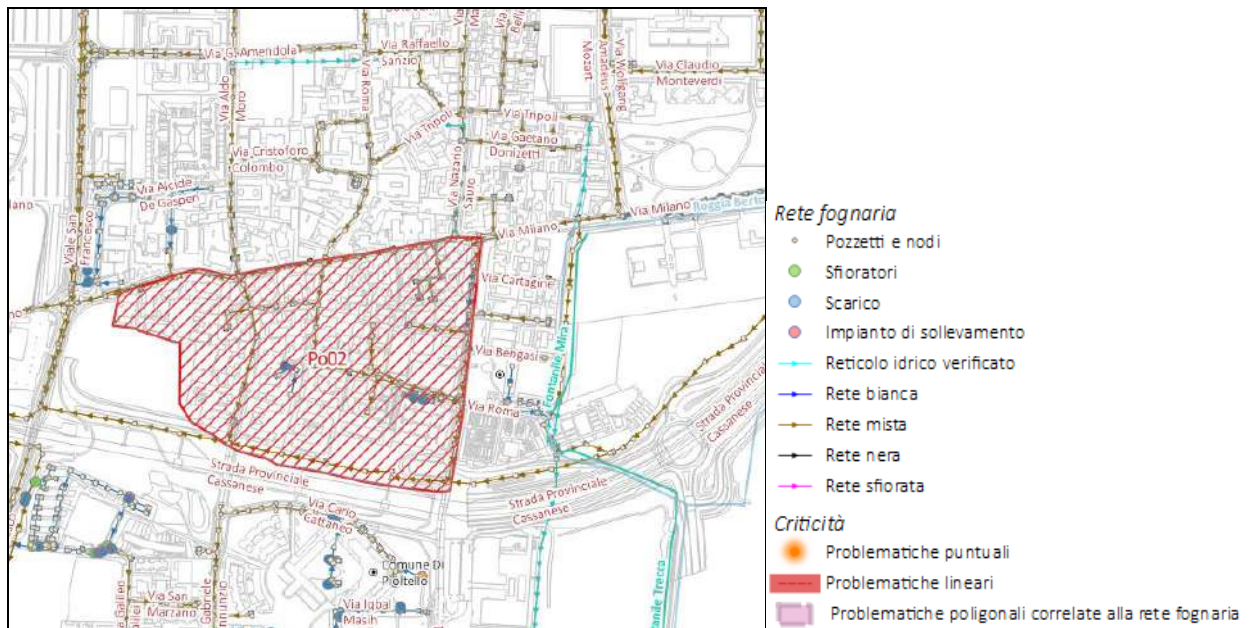 Via G. Amendola
Via Raffaello
Sanzio
Via Aldo
Moro
Via Roma
Mozart
Amadeus
Via Wolfgang
Via Claudio
Monteverdi
Via Tripoli
Via Tripoli
Via Gaetano
Donizetti
Via Cristoforo
Colombo
Via Nazario
Sauro
Via Alcide
De Gasperi
Viale San
Francesco
Via Milano
Roggia Berto
Via Milano
Via Cartagine
Po02
Via Bengasi
Fontanile Mira
Via Roma
Strada Provinciale
Cassanese
Strada Provinciale
Cassanese
Strada Provinciale
Cassanese
Via Carlo
Cattaneo
Comune Di
Pioltello
Via San
Marzano
Via Iqbal
Masih
Gabriele
Galileo
Rete fognaria
Pozzetti e nodi
Sfioratori
Scarico
Impianto di sollevamento
Reticolo idrico verificato
Rete bianca
Rete mista
Rete nera
Rete sfiorata
Criticità
Problematiche puntuali
Problematiche lineari
Problematiche poligonali correlate alla rete fognaria